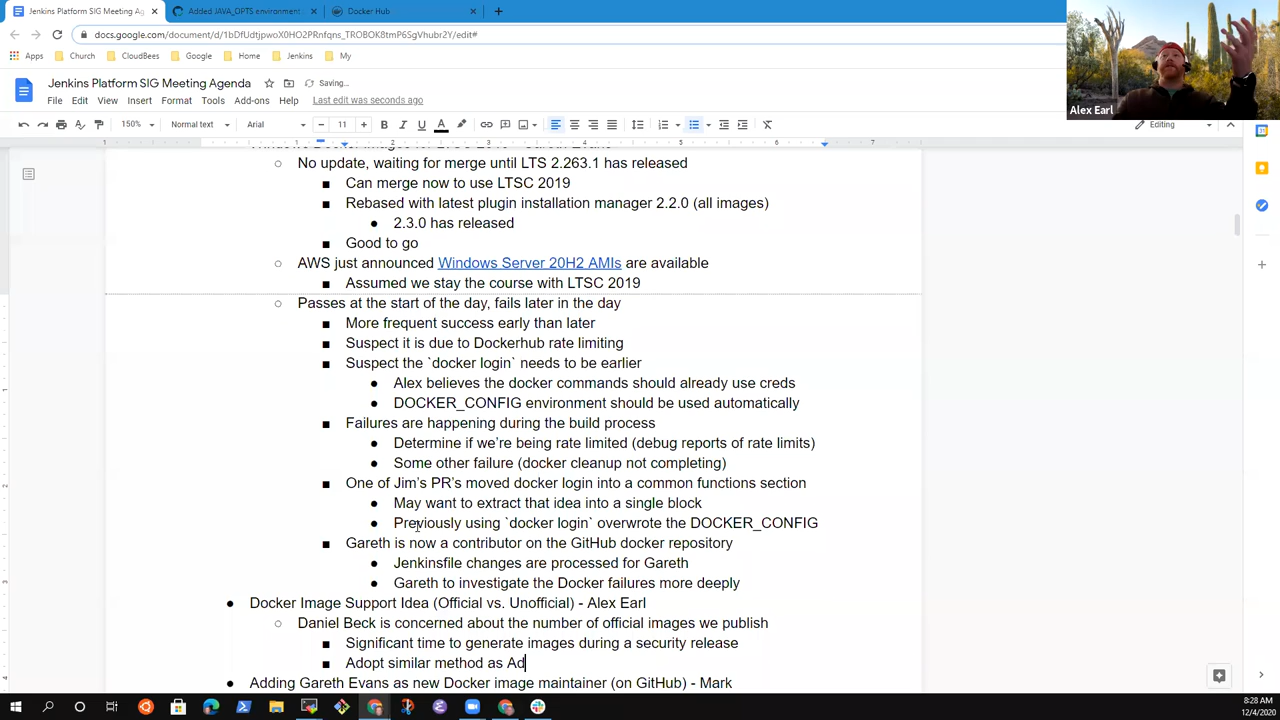 Jenkins Platform SIG Meeting Ag
Added JAVA_OPTS environment
Docker Hub
docs.google.com/document/d/1bDfUdtjpwoX0HO2PRnfqns_TROBOK8tmP6SgVhubr2Y/edit#
Apps Church CloudBees Google Home Jenkins My
Alex Earl
Jenkins Platform SIG Meeting Agenda
Saving...
File Edit View Insert Format Tools Add-ons Help Last edit was seconds ago
150% Normal text Arial 11 Editing
No update, waiting for merge until LTS 2.263.1 has released
Can merge now to use LTSC 2019
Rebased with latest plugin installation manager 2.2.0 (all images)
2.3.0 has released
Good to go
AWS just announced Windows Server 20H2 AMIs are available
Assumed we stay the course with LTSC 2019
Passes at the start of the day, fails later in the day
More frequent success early than later
Suspect it is due to Dockerhub rate limiting
Suspect the `docker login` needs to be earlier
Alex believes the docker commands should already use creds
DOCKER_CONFIG environment should be used automatically
Failures are happening during the build process
Determine if we're being rate limited (debug reports of rate limits)
Some other failure (docker cleanup not completing)
One of Jim's PR's moved docker login into a common functions section
May want to extract that idea into a single block
Previously using `docker login` overwrote the DOCKER_CONFIG
Gareth is now a contributor on the GitHub docker repository
Jenkinsfile changes are processed for Gareth
Gareth to investigate the Docker failures more deeply
Docker Image Support Idea (Official vs. Unofficial) - Alex Earl
Daniel Beck is concerned about the number of official images we publish
Significant time to generate images during a security release
Adopt similar method as Ad
Adding Gareth Evans as new Docker image maintainer (on GitHub) - Mark
8:28 AM
12/4/2020